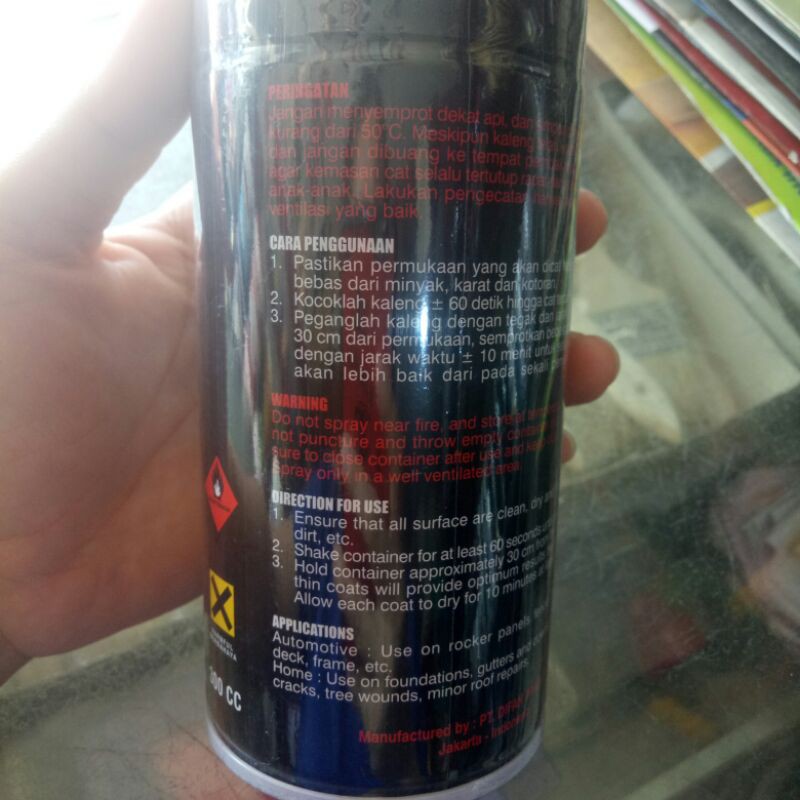 PERINGATAN
Jangan menyemprot dekat api, dan
kurang dari 50°C. Meskipun kaleng
dan jangan dibuang ke tempat
agar kemasan cat selalu tertutup
anak-anak. Lakukan pengecatan
ventilasi yang baik.
CARA PENGGUNAAN
1. Pastikan permukaan yang akan dicat
bebas dari minyak, karat dan kotoran.
2. Kocoklah kaleng ± 60 detik hingga cat
3. Peganglah kaleng dengan tegak dan
30 cm dari permukaan, semprotkan
dengan jarak waktu ± 10 menit untuk
akan lebih baik dari pada sekali
WARNING
Do not spray near fire, and store at
not puncture and throw empty container
sure to close container after use and keep
Spray only in a well ventilated area.
DIRECTION FOR USE
1. Ensure that all surface are clean, dry
dirt, etc.
2. Shake container for at least 60 seconds
3. Hold container approximately 30 cm
thin coats will provide optimum
Allow each coat to dry for 10 minutes
APPLICATIONS
Automotive : Use on rocker panels,
deck, frame, etc.
Home : Use on foundations, gutters and
cracks, tree wounds, minor roof repairs.
300 CC
Manufactured by : PT.
Jakarta -